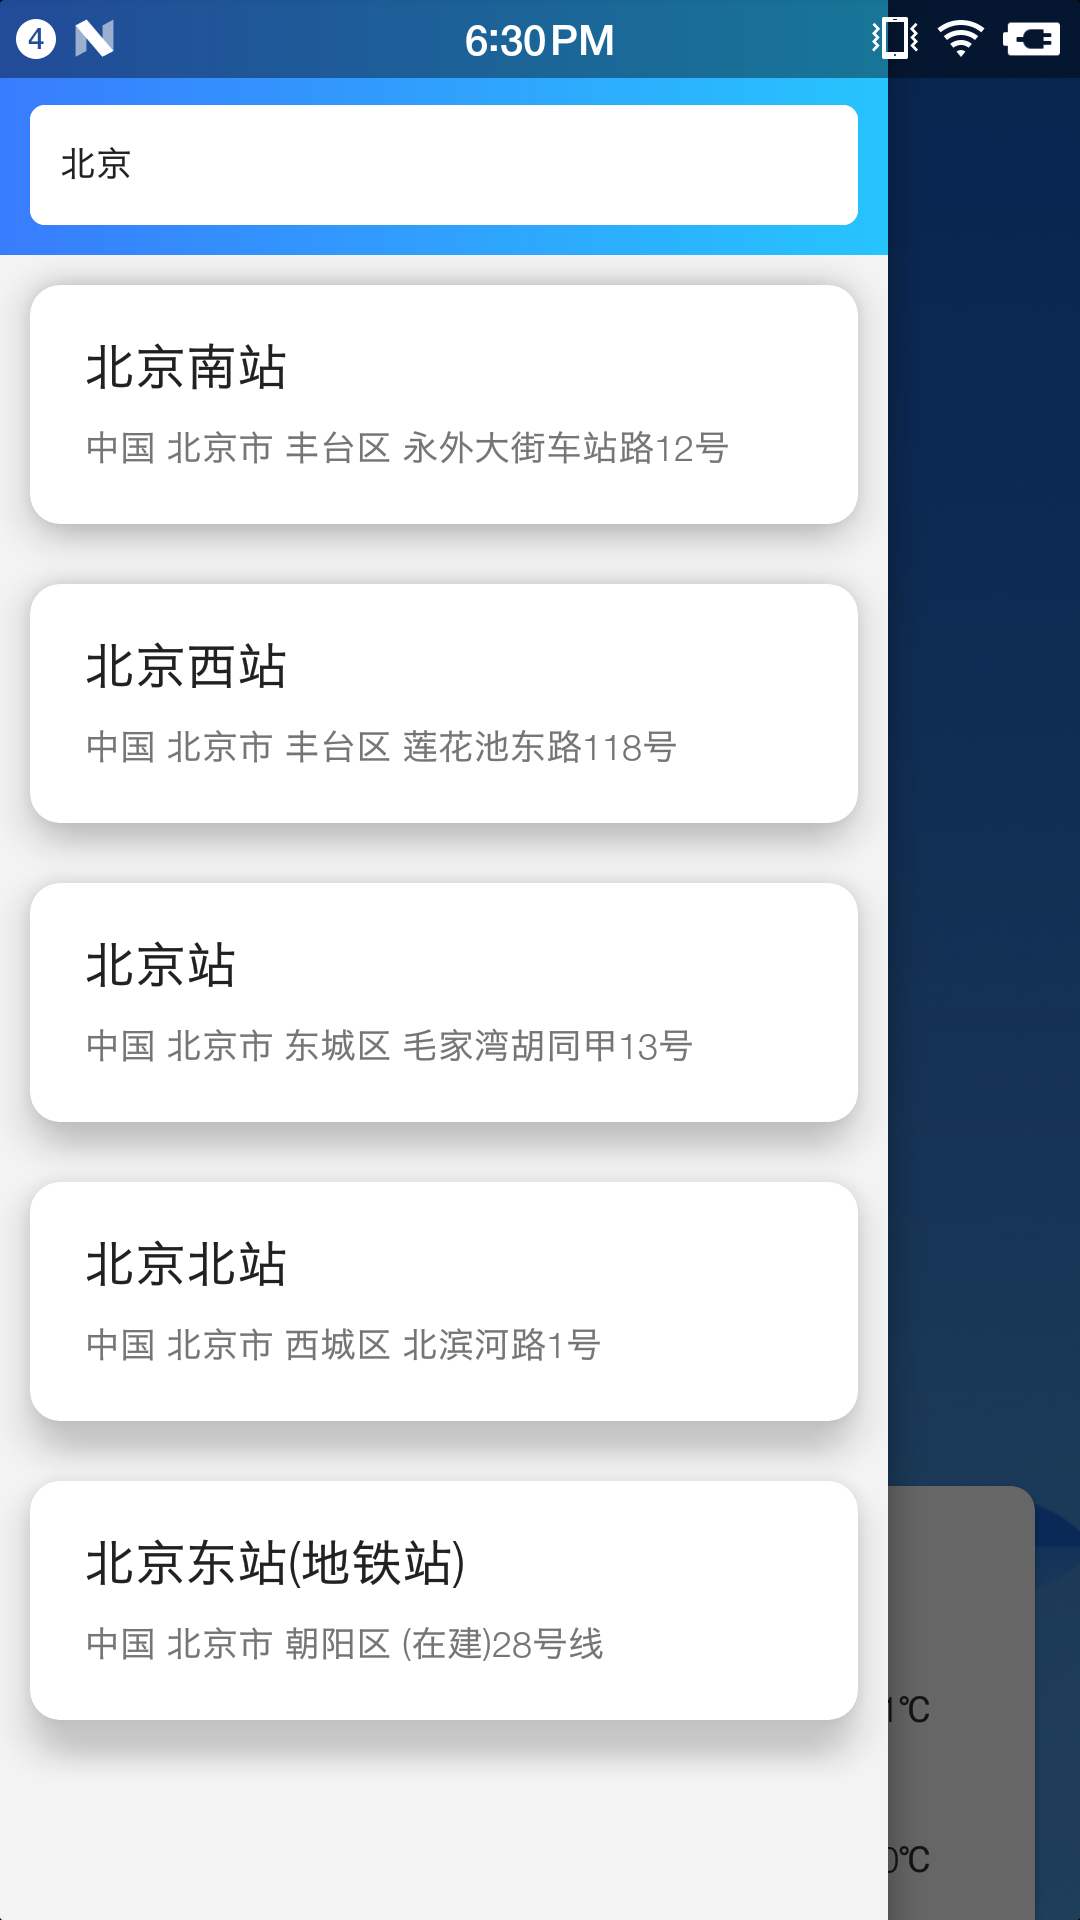 4
6:30PM
北京
北京南站
中国 北京市 丰台区 永外大街车站路12号
北京西站
中国 北京市 丰台区 莲花池东路118号
北京站
中国 北京市 东城区 毛家湾胡同甲13号
北京北站
中国 北京市 西城区 北滨河路1号
北京东站(地铁站)
中国 北京市 朝阳区 (在建)28号线
1℃
0℃